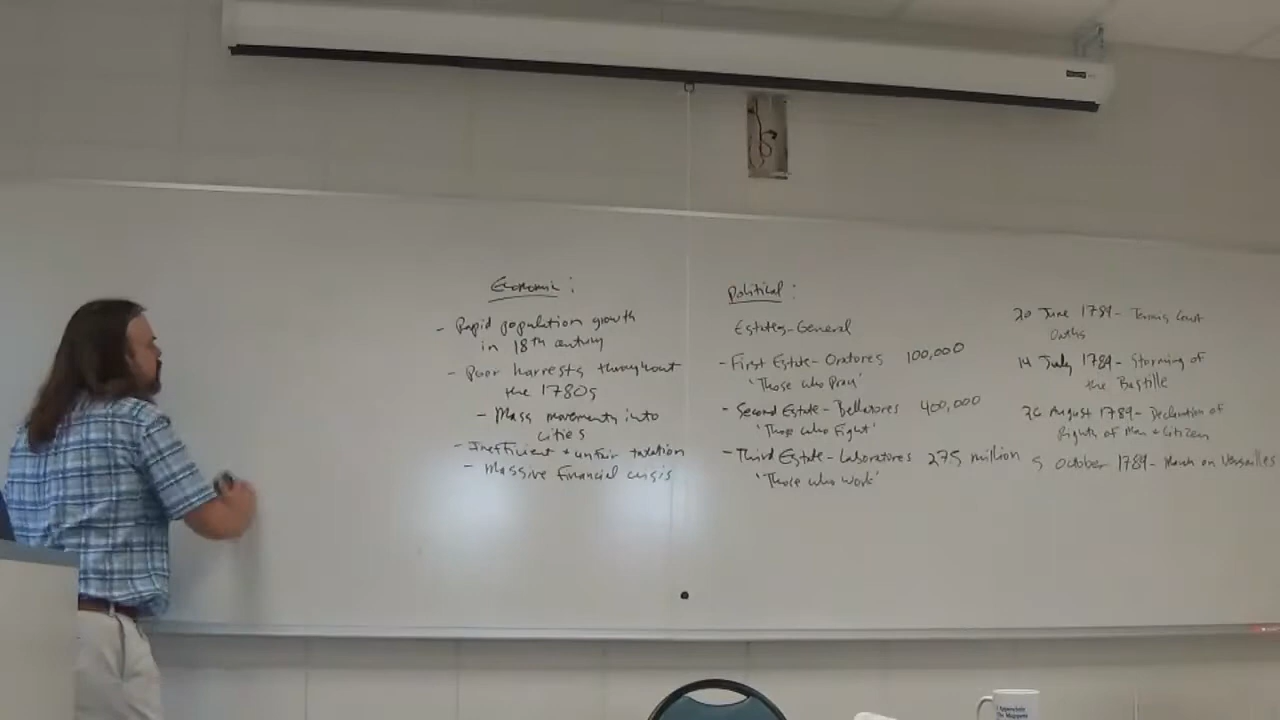 Economic:
- Rapid population growth
in 18th century
- Poor harvests throughout
the 1780s
- Mass movements into
cities
- Inefficient + unfair taxation
- Massive financial crisis
Political:
Estates-General
- First Estate - Oratores 100,000
'Those who Pray'
- Second Estate - Bellatores 400,000
'Those who Fight'
- Third Estate - Laboratores 27.5 million
'Those who work'
20 June 1789 - Tennis Court
Oaths
14 July 1789 - Storming of
the Bastille
26 August 1789 - Declaration of
Rights of Man + Citizen
5 October 1789 - March on Versailles